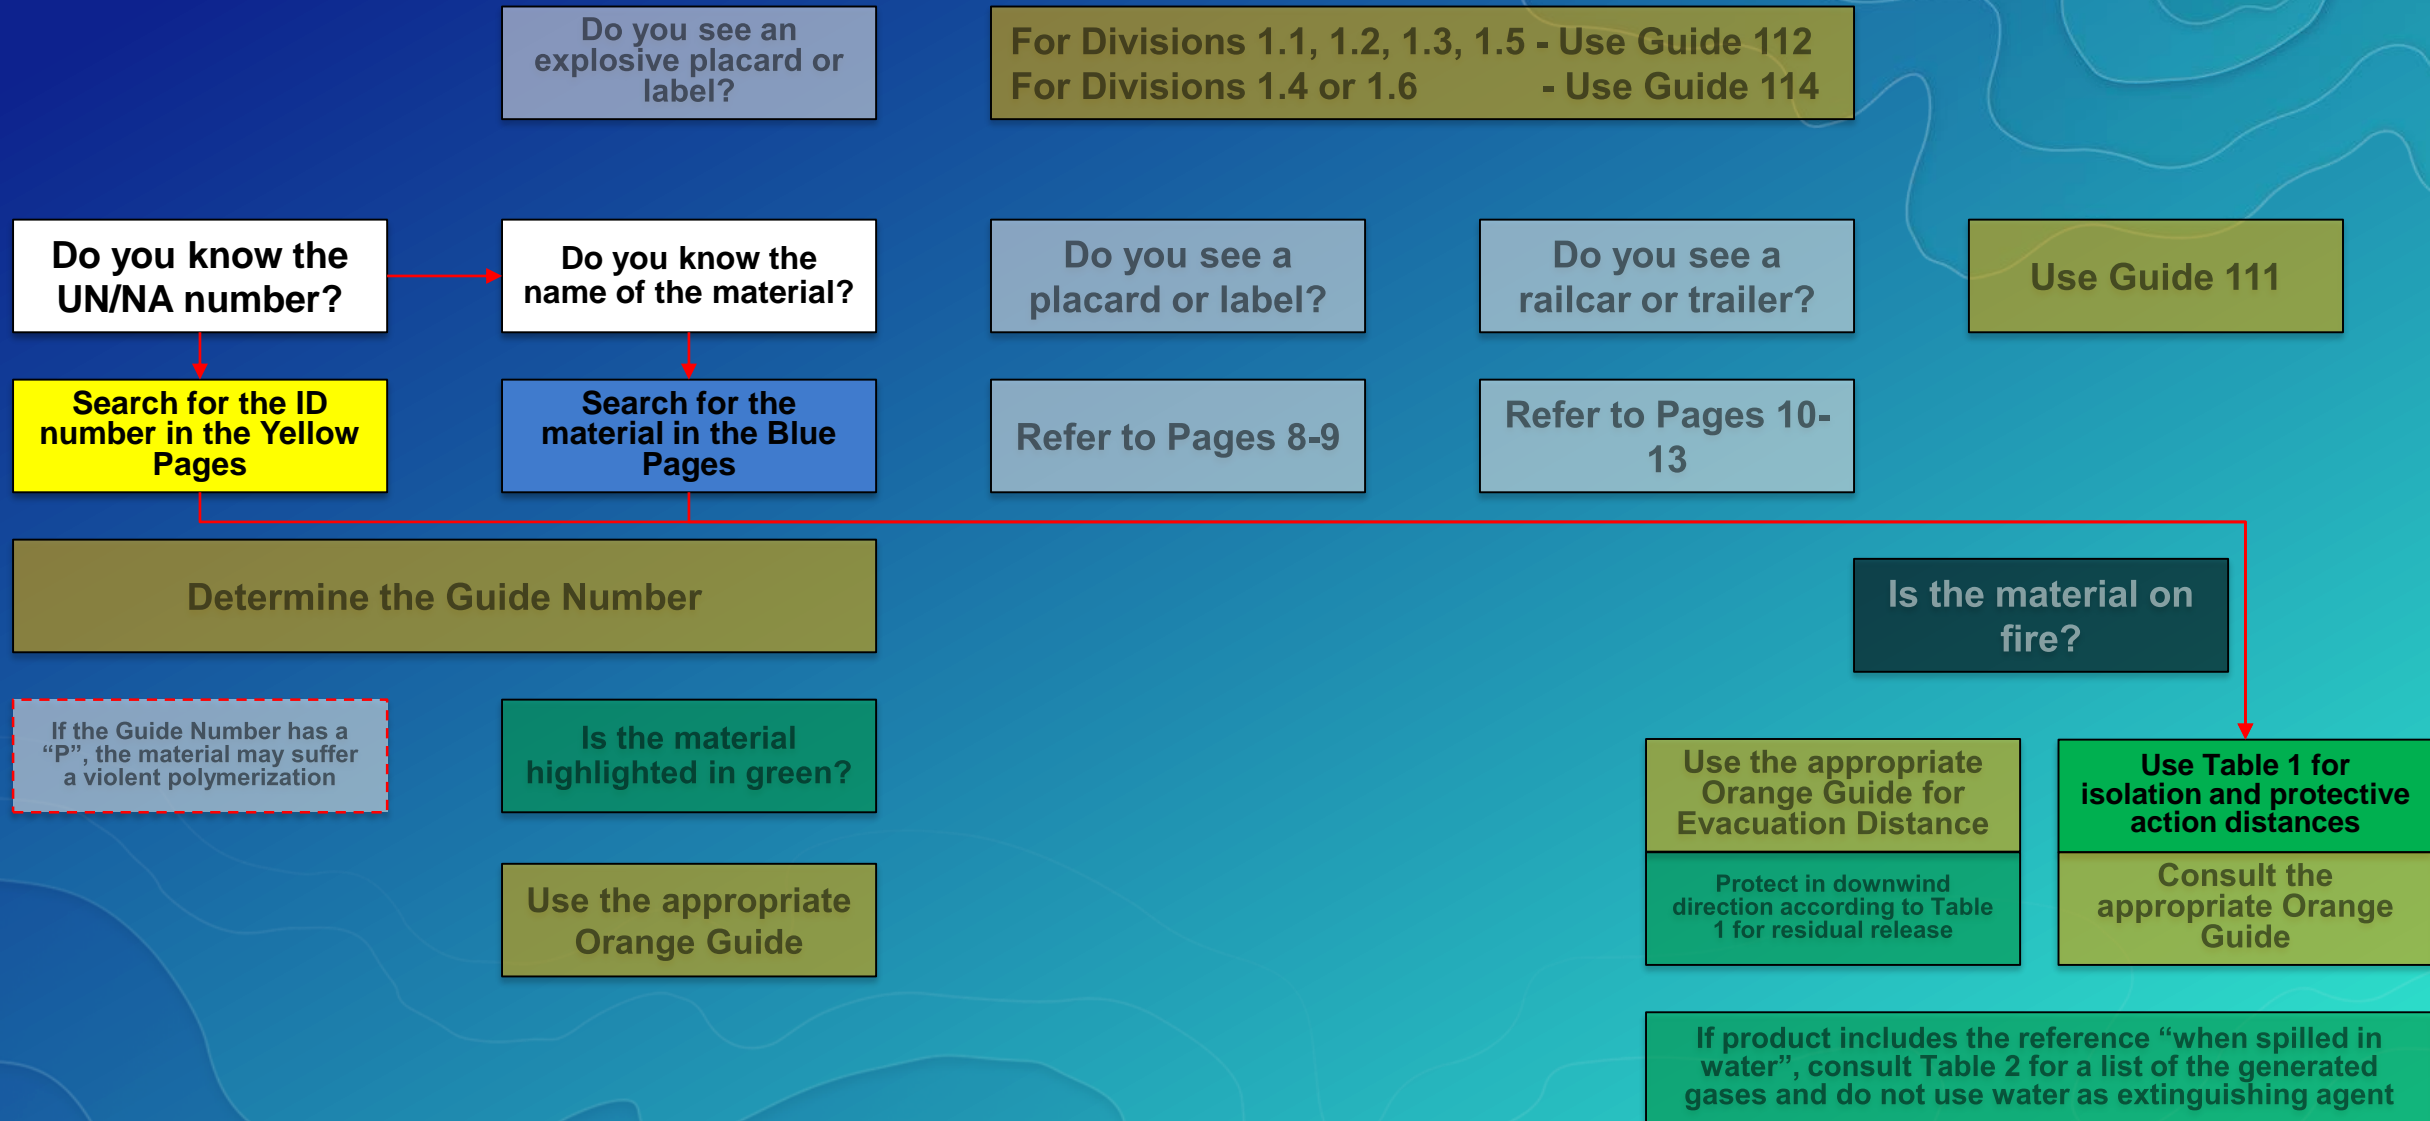 Do you see an
explosive placard or
label?
For Divisions 1.1, 1.2, 1.3, 1.5 - Use Guide 112
For Divisions 1.4 or 1.6 - Use Guide 114
Do you know the
UN/NA number?
Do you know the
name of the material?
Do you see a
placard or label?
Do you see a
railcar or trailer?
Use Guide 111
Search for the ID
number in the Yellow
Pages
Search for the
material in the Blue
Pages
Refer to Pages 8-9
Refer to Pages 10-
13
Determine the Guide Number
Is the material on
fire?
If the Guide Number has a
“P”, the material may suffer
a violent polymerization
Is the material
highlighted in green?
Use the appropriate
Orange Guide for
Evacuation Distance
Use Table 1 for
isolation and protective
action distances
Use the appropriate
Orange Guide
Protect in downwind
direction according to Table
1 for residual release
Consult the
appropriate Orange
Guide
If product includes the reference “when spilled in
water”, consult Table 2 for a list of the generated
gases and do not use water as extinguishing agent